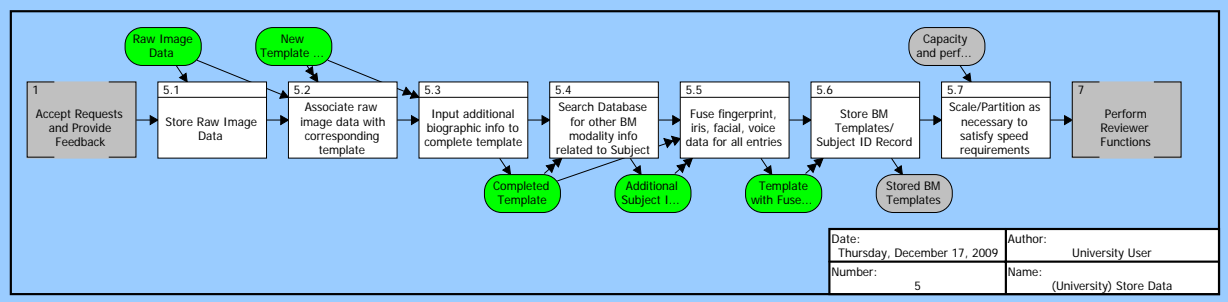 Raw Image
Data
New
Template ...
Capacity
and perf...
1
Accept Requests
and Provide
Feedback
5.1
Store Raw Image
Data
5.2
Associate raw
image data with
corresponding
template
5.3
Input additional
biographic info to
complete template
5.4
Search Database
for other BM
modality info
related to Subject
5.5
Fuse fingerprint,
iris, facial, voice
data for all entries
5.6
Store BM
Templates/
Subject ID Record
5.7
Scale/Partition as
necessary to
satisfy speed
requirements
7
Perform
Reviewer
Functions
Completed
Template
Additional
Subject I...
Template
with Fuse...
Stored BM
Templates
Date:
Thursday, December 17, 2009
Author:
University User
Number:
5
Name:
(University) Store Data